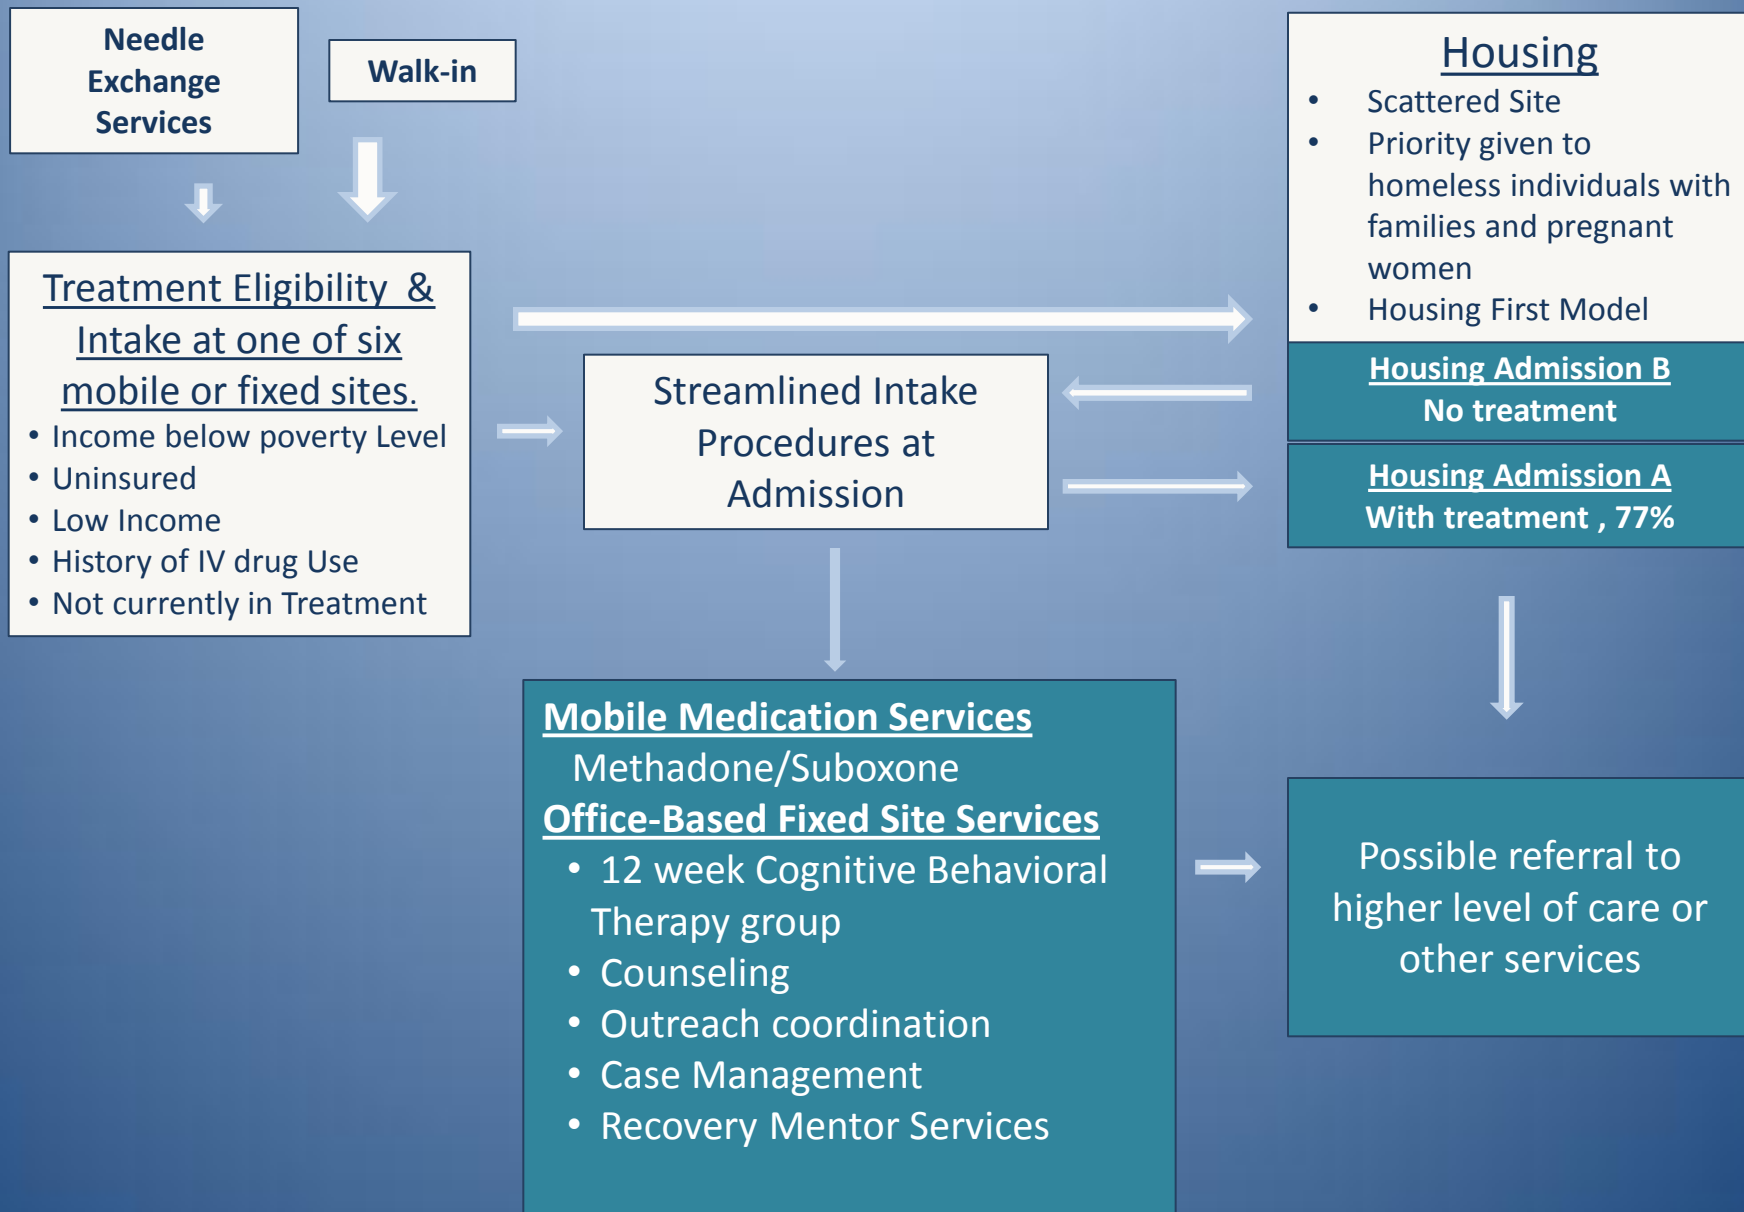 Needle
Exchange
Services
Walk-in
Treatment Eligibility  &
Intake at one of six
mobile or fixed sites.
• Income below poverty Level
• Uninsured
• Low Income
• History of IV drug Use
• Not currently in Treatment
Streamlined Intake
Procedures at
Admission
Housing
• Scattered Site
• Priority given to
homeless individuals with
families and pregnant
women
• Housing First Model
Housing Admission B
No treatment
Housing Admission A
With treatment , 77%
Mobile Medication Services
Methadone/Suboxone
Office-Based Fixed Site Services
• 12 week Cognitive Behavioral
Therapy group
• Counseling
• Outreach coordination
• Case Management
• Recovery Mentor Services
Possible referral to
higher level of care or
other services